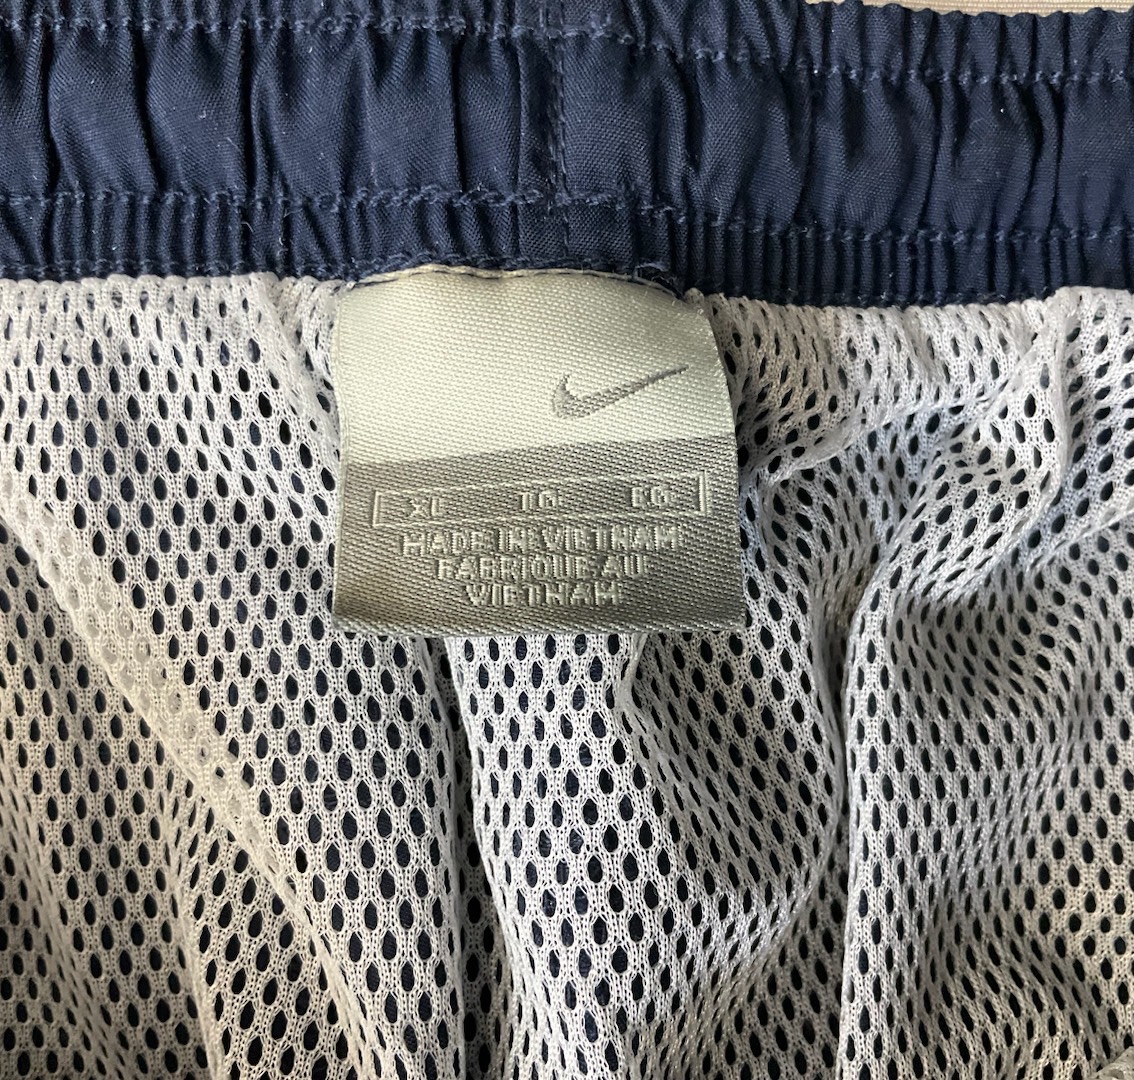 XL TG EG
MADE IN VIETNAM
FABRIQUE AU
VIETNAM